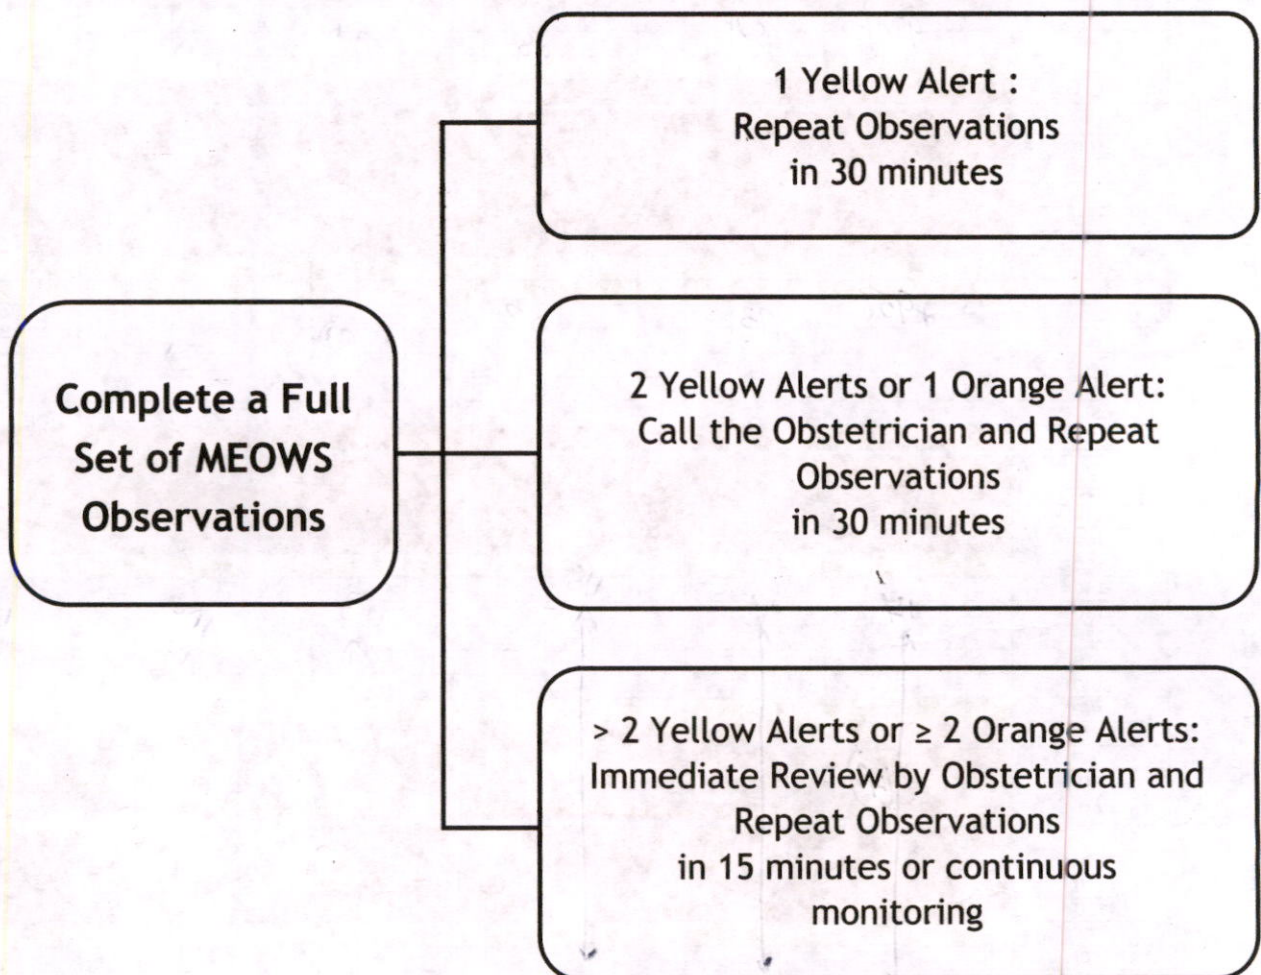 1 Yellow Alert :
Repeat Observations
in 30 minutes
Complete a Full
Set of MEOWS
Observations
2 Yellow Alerts or 1 Orange Alert:
Call the Obstetrician and Repeat
Observations
in 30 minutes
> 2 Yellow Alerts or ≥ 2 Orange Alerts:
Immediate Review by Obstetrician and
Repeat Observations
in 15 minutes or continuous
monitoring